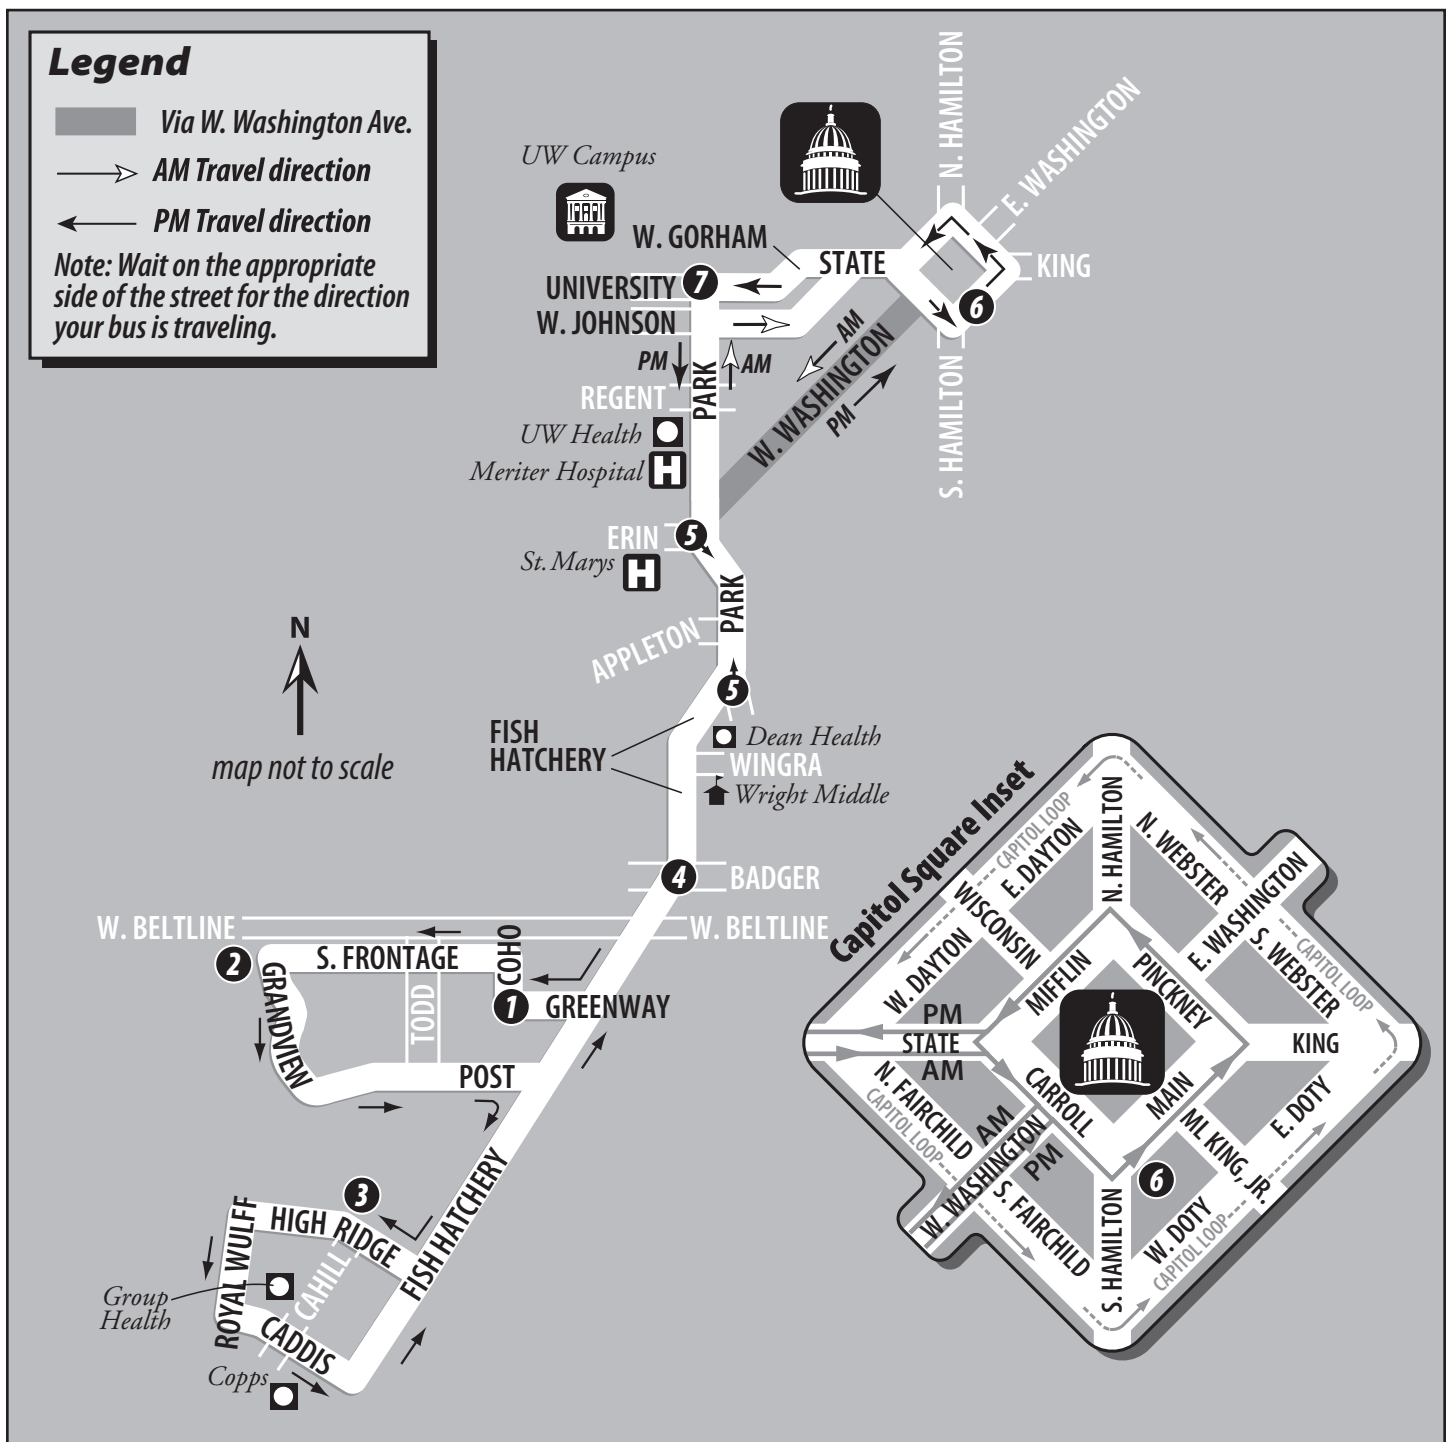 Legend
Via W. Washington Ave.
AM Travel direction
PM Travel direction
Note: Wait on the appropriate
side of the street for the direction
your bus is traveling.
UW Campus
N. HAMILTON
E. WASHINGTON
W. GORHAM
STATE
KING
UNIVERSITY
7
6
W. JOHNSON
PM
AM
PARK
AM
W. WASHINGTON
PM
REGENT
S. HAMILTON
UW Health
Meriter Hospital
H
ERIN
5
St. Marys
H
PARK
APPLETON
N
map not to scale
5
FISH
HATCHERY
Dean Health
WINGRA
Wright Middle
4
BADGER
W. BELTLINE
W. BELTLINE
2
S. FRONTAGE
COHO
GRANDVIEW
TODD
1
GREENWAY
POST
3
FISH HATCHERY
HIGH RIDGE
ROYAL WULFF
CAHILL
Group
Health
CADDIS
Copps
Capitol Square Inset
CAPITOL LOOP
E. DAYTON
N. HAMILTON
N. WEBSTER
E. WASHINGTON
WISCONSIN
W. DAYTON
S. WEBSTER
CAPITOL LOOP
MIFFLIN
PINCKNEY
PM
STATE
AM
KING
N. FAIRCHILD
CAPITOL LOOP
CARROLL
MAIN
E. DOTY
AM
W. WASHINGTON
PM
ML KING, JR.
6
S. FAIRCHILD
S. HAMILTON
W. DOTY
CAPITOL LOOP